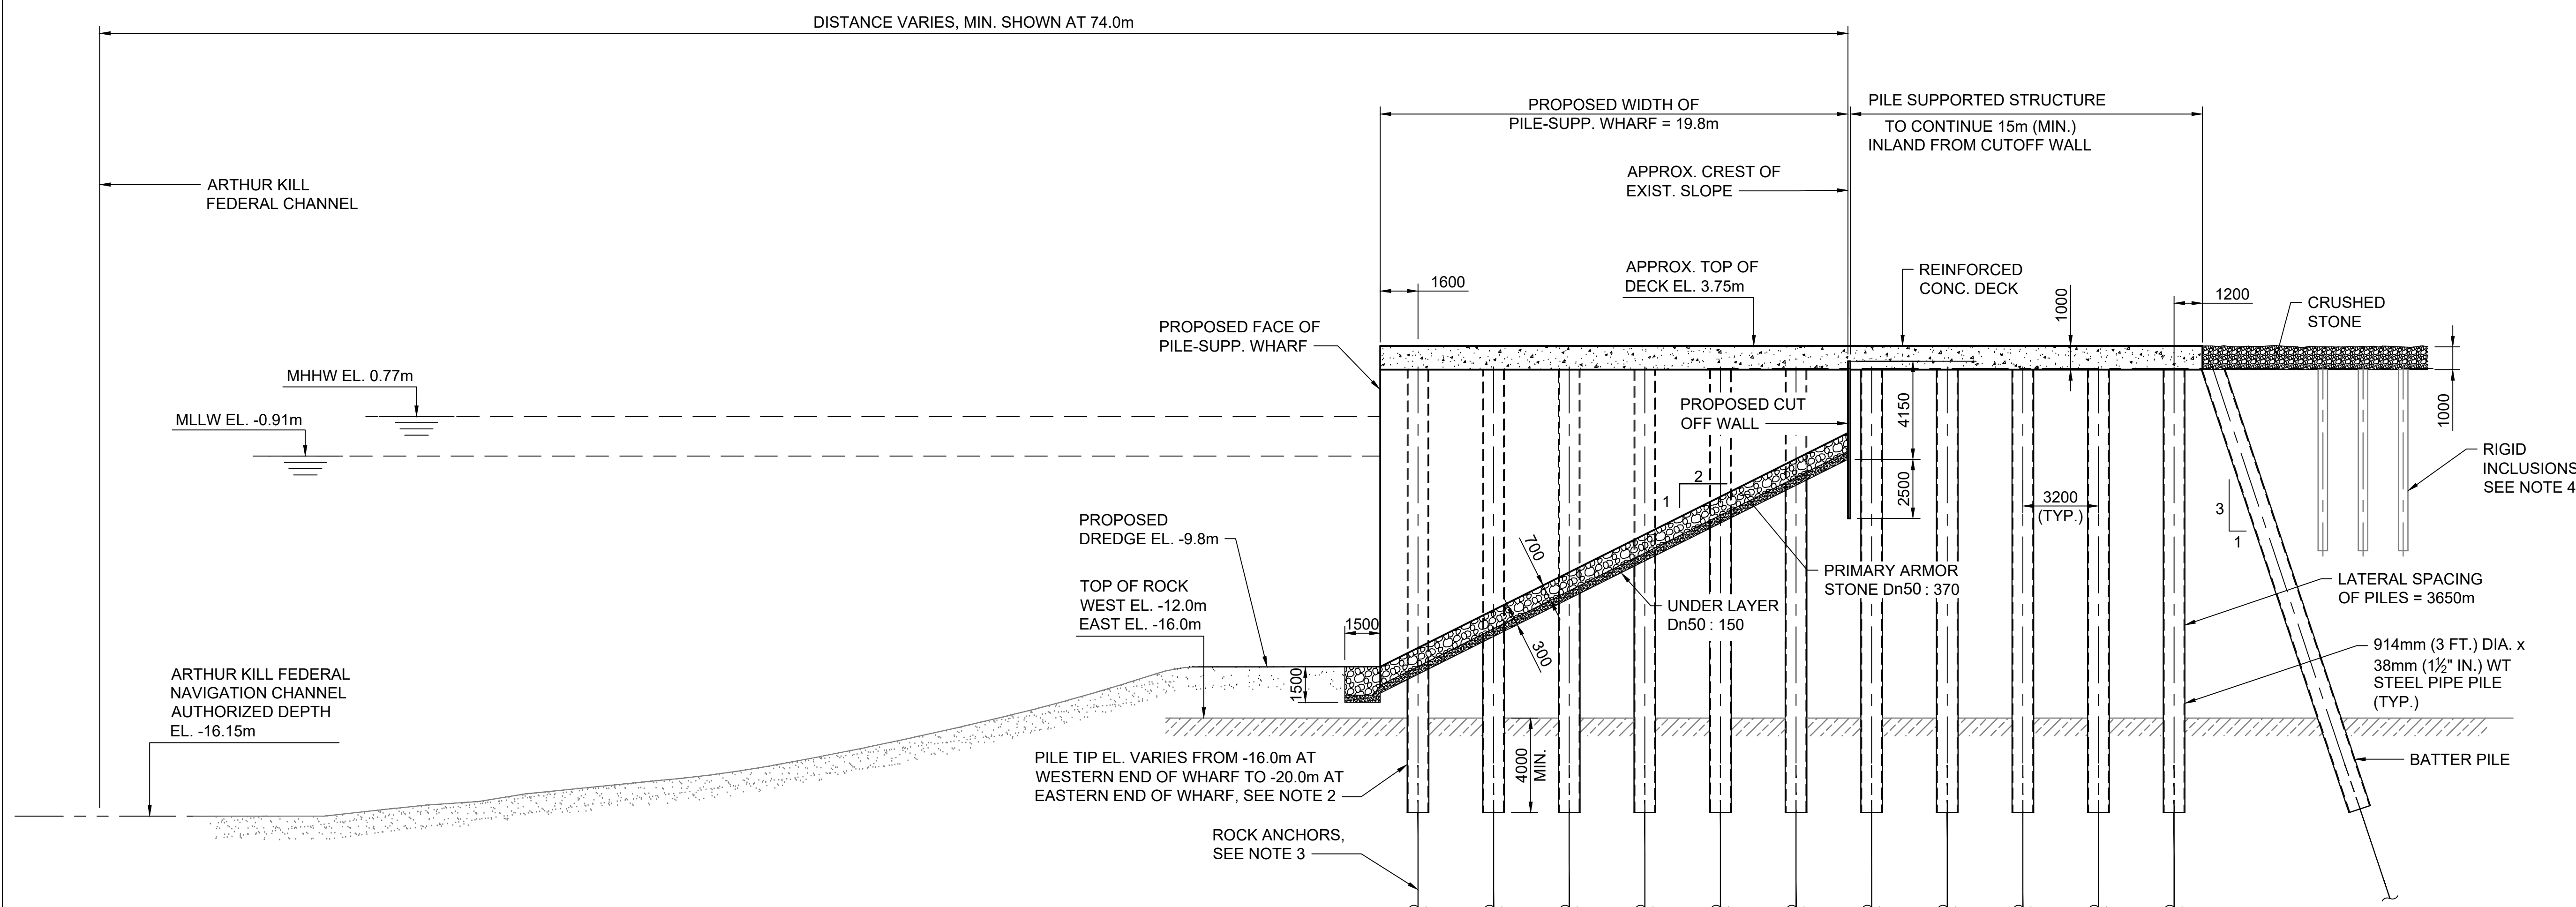 DISTANCE VARIES, MIN. SHOWN AT 74.0m
PROPOSED WIDTH OF
PILE-SUPP. WHARF = 19.8m
PILE SUPPORTED STRUCTURE
TO CONTINUE 15m (MIN.)
INLAND FROM CUTOFF WALL
ARTHUR KILL
FEDERAL CHANNEL
APPROX. CREST OF
EXIST. SLOPE
1600
APPROX. TOP OF
DECK EL. 3.75m
REINFORCED
CONC. DECK
1000
1200
CRUSHED
STONE
PROPOSED FACE OF
PILE-SUPP. WHARF
MHHW EL. 0.77m
MLLW EL. -0.91m
PROPOSED CUT
OFF WALL
4150
1000
RIGID
INCLUSIONS
SEE NOTE 4
2
1
2500
3200
(TYP.)
3
1
PROPOSED
DREDGE EL. -9.8m
700
PRIMARY ARMOR
STONE Dn50 : 370
UNDER LAYER
Dn50 : 150
300
LATERAL SPACING
OF PILES = 3650m
TOP OF ROCK
WEST EL. -12.0m
EAST EL. -16.0m
1500
1500
914mm (3 FT.) DIA. x
38mm (1½" IN.) WT
STEEL PIPE PILE
(TYP.)
ARTHUR KILL FEDERAL
NAVIGATION CHANNEL
AUTHORIZED DEPTH
EL. -16.15m
PILE TIP EL. VARIES FROM -16.0m AT
WESTERN END OF WHARF TO -20.0m AT
EASTERN END OF WHARF, SEE NOTE 2
4000
MIN.
BATTER PILE
ROCK ANCHORS,
SEE NOTE 3